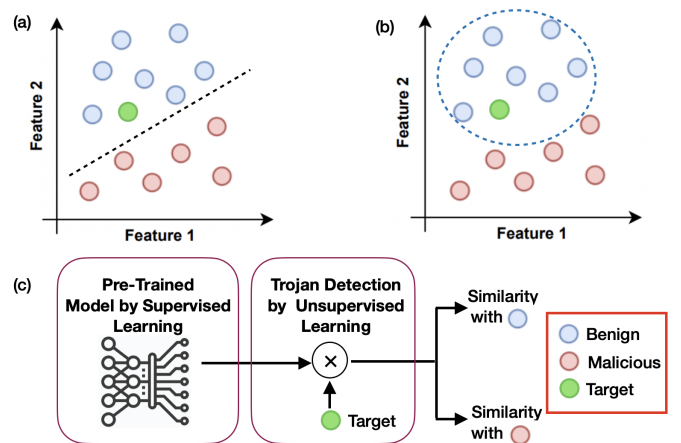 (a)
Feature 2
Feature 1
(b)
Feature 2
Feature 1
(c)
Pre-Trained
Model by Supervised
Learning
Trojan Detection
by Unsupervised
Learning
×
Target
Similarity
with
Similarity
with
Benign
Malicious
Target